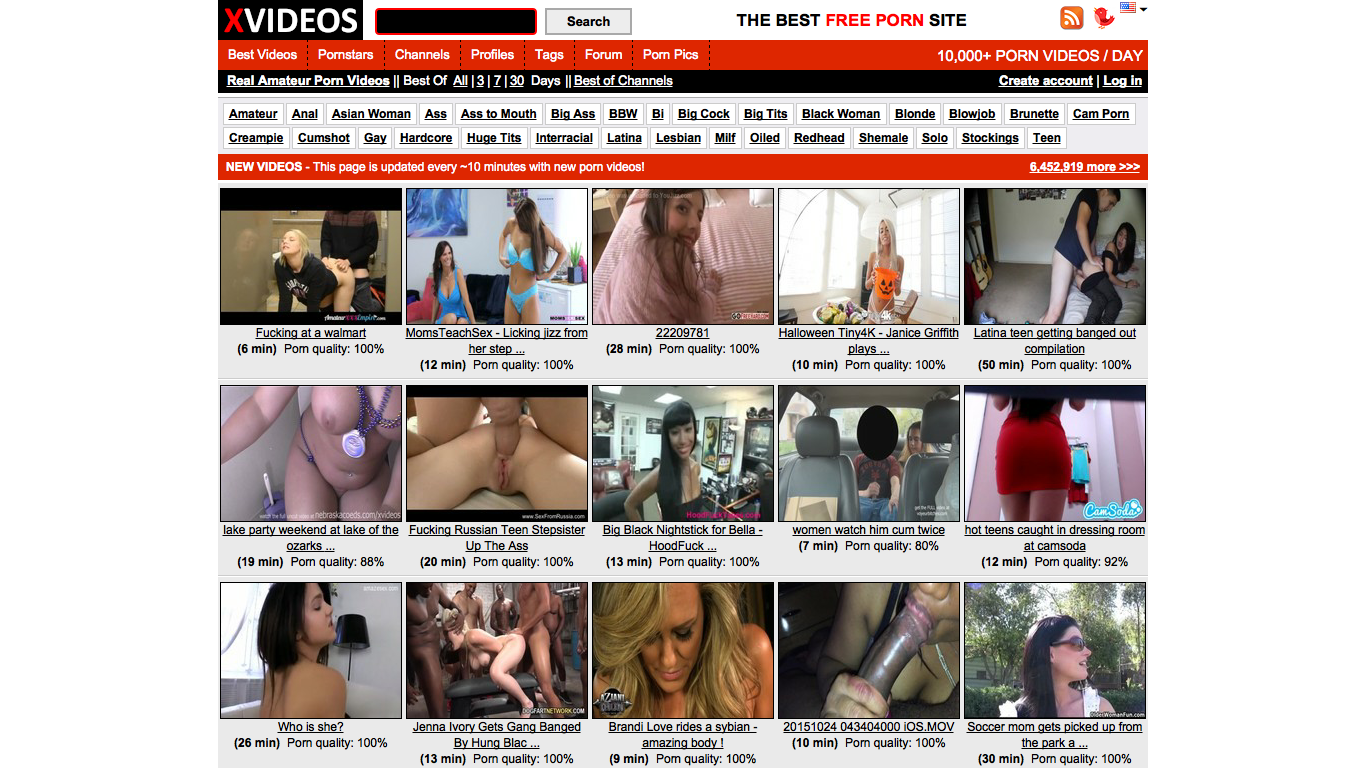 XVIDEOS
Search
THE BEST FREE PORN SITE
Best Videos Pornstars Channels Profiles Tags Forum Porn Pics
10,000+ PORN VIDEOS / DAY
Real Amateur Porn Videos || Best Of All | 3 | 7 | 30 Days || Best of Channels
Create account | Log in
Amateur Anal Asian Woman Ass Ass to Mouth Big Ass BBW Bi Big Cock Big Tits Black Woman Blonde Blowjob Brunette Cam Porn
Creampie Cumshot Gay Hardcore Huge Tits Interracial Latina Lesbian Milf Oiled Redhead Shemale Solo Stockings Teen
NEW VIDEOS - This page is updated every ~10 minutes with new porn videos!
6,452,919 more >>>
4k
Fucking at a walmart
(6 min) Porn quality: 100%
MomsTeachSex - Licking jizz from
her step ...
(12 min) Porn quality: 100%
22209781
(28 min) Porn quality: 100%
Halloween Tiny4K - Janice Griffith
plays ...
(10 min) Porn quality: 100%
Latina teen getting banged out
compilation
(50 min) Porn quality: 100%
nebraskacoeds.com/xvideos
www.SexFromRussia.com
CamSoda
lake party weekend at lake of the
ozarks ...
(19 min) Porn quality: 88%
Fucking Russian Teen Stepsister
Up The Ass
(20 min) Porn quality: 100%
Big Black Nightstick for Bella -
HoodFuck ...
(13 min) Porn quality: 100%
women watch him cum twice
(7 min) Porn quality: 80%
hot teens caught in dressing room
at camsoda
(12 min) Porn quality: 92%
DOGFARTNETWORK.COM
AZIANI
Who is she?
(26 min) Porn quality: 100%
Jenna Ivory Gets Gang Banged
By Hung Blac ...
(13 min) Porn quality: 100%
Brandi Love rides a sybian -
amazing body !
(9 min) Porn quality: 100%
20151024 043404000 iOS.MOV
(10 min) Porn quality: 100%
Soccer mom gets picked up from
the park a ...
(30 min) Porn quality: 100%